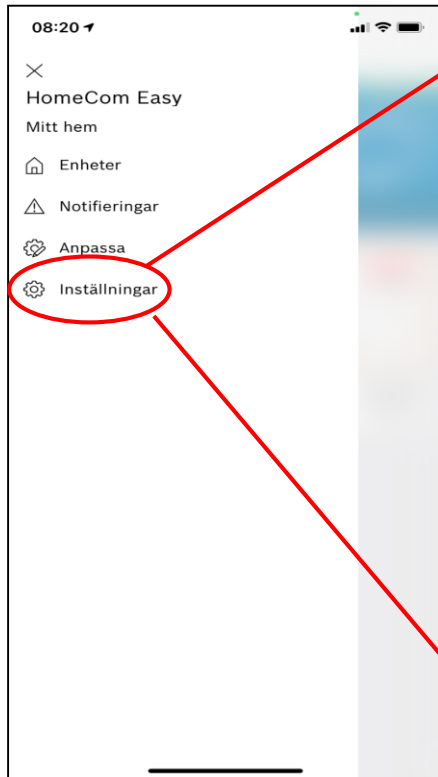 08:20
HomeCom Easy
Mitt hem
Enheter
Notifieringar
Anpassa
Inställningar